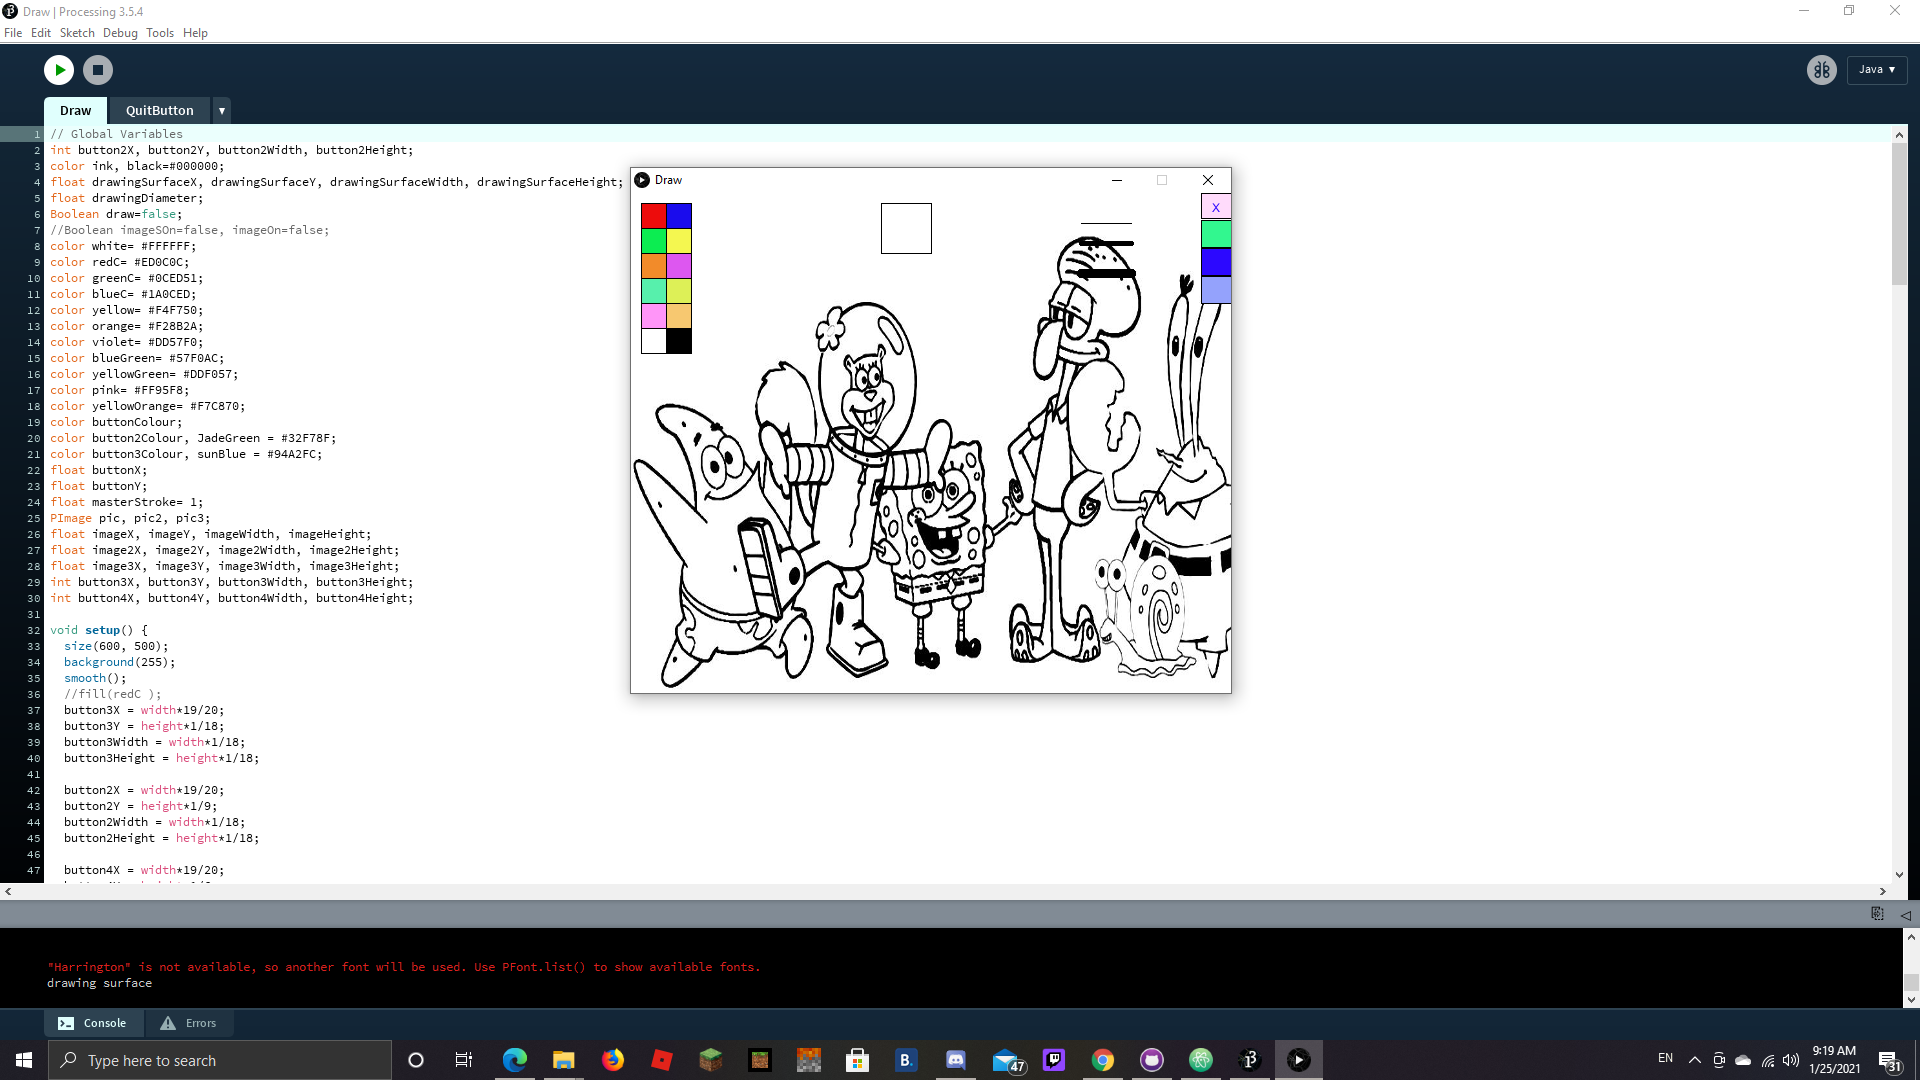 Draw | Processing 3.5.4
File Edit Sketch Debug Tools Help
Java ▾
Draw QuitButton ▾
1 // Global Variables
2 int button2X, button2Y, button2Width, button2Height;
3 color ink, black=#000000;
4 float drawingSurfaceX, drawingSurfaceY, drawingSurfaceWidth, drawingSurfaceHeight;
5 float drawingDiameter;
6 Boolean draw=false;
7 //Boolean imageSOn=false, imageOn=false;
8 color white= #FFFFFF;
9 color redC= #ED0C0C;
10 color greenC= #0CED51;
11 color blueC= #1A0CED;
12 color yellow= #F4F750;
13 color orange= #F28B2A;
14 color violet= #DD57F0;
15 color blueGreen= #57F0AC;
16 color yellowGreen= #DDF057;
17 color pink= #FF95F8;
18 color yellowOrange= #F7C870;
19 color buttonColour;
20 color button2Colour, JadeGreen = #32F78F;
21 color button3Colour, sunBlue = #94A2FC;
22 float buttonX;
23 float buttonY;
24 float masterStroke= 1;
25 PImage pic, pic2, pic3;
26 float imageX, imageY, imageWidth, imageHeight;
27 float image2X, image2Y, image2Width, image2Height;
28 float image3X, image3Y, image3Width, image3Height;
29 int button3X, button3Y, button3Width, button3Height;
30 int button4X, button4Y, button4Width, button4Height;
31
32 void setup() {
33 size(600, 500);
34 background(255);
35 smooth();
36 //fill(redC );
37 button3X = width*19/20;
38 button3Y = height*1/18;
39 button3Width = width*1/18;
40 button3Height = height*1/18;
41
42 button2X = width*19/20;
43 button2Y = height*1/9;
44 button2Width = width*1/18;
45 button2Height = height*1/18;
46
47 button4X = width*19/20;
Draw
X
"Harrington" is not available, so another font will be used. Use PFont.list() to show available fonts.
drawing surface
Console Errors
Type here to search
B.
47
EN
9:19 AM
1/25/2021
31